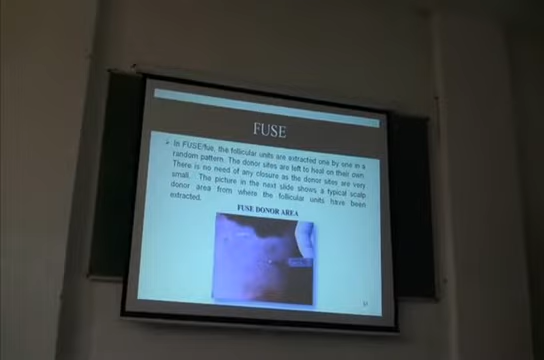 FUSE
In FUSE/fue, the follicular units are extracted one by one in a
random pattern. The donor sites are left to heal on their own.
There is no need of any closure as the donor sites are very
small. The picture in the next slide shows a typical scalp
donor area from where the follicular units have been
extracted.
FUSE DONOR AREA